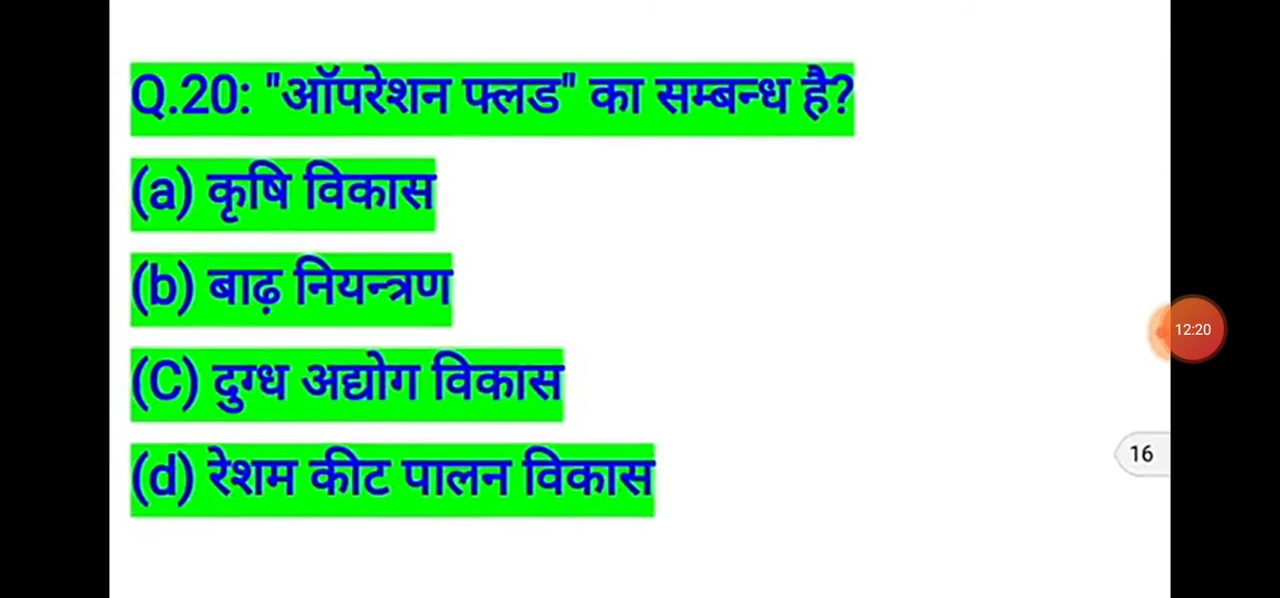 Q.20: "ऑपरेशन फ्लड" का सम्बन्ध है?
(a) कृषि विकास
(b) बाढ़ नियन्त्रण
(C) दुग्ध अद्योग विकास
(d) रेशम कीट पालन विकास
12:20
16